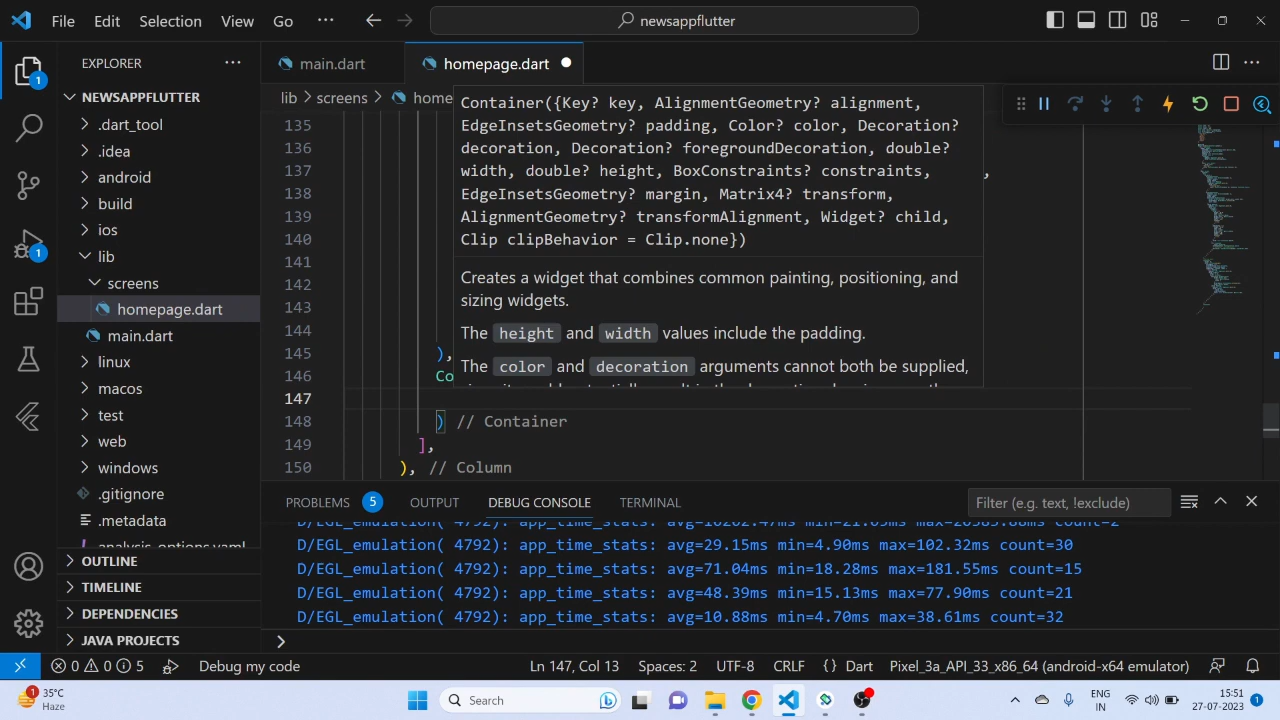 File Edit Selection View Go ··· newsappflutter
EXPLORER ···
NEWSAPPFLUTTER
.dart_tool
.idea
android
build
ios
lib
screens
homepage.dart
main.dart
linux
macos
test
web
windows
.gitignore
.metadata
analysis_options.yaml
OUTLINE
TIMELINE
DEPENDENCIES
JAVA PROJECTS
1
1
main.dart homepage.dart
lib > screens > home
Container({Key? key, AlignmentGeometry? alignment,
EdgeInsetsGeometry? padding, Color? color, Decoration?
decoration, Decoration? foregroundDecoration, double?
width, double? height, BoxConstraints? constraints,
EdgeInsetsGeometry? margin, Matrix4? transform,
AlignmentGeometry? transformAlignment, Widget? child,
Clip clipBehavior = Clip.none})
Creates a widget that combines common painting, positioning, and
sizing widgets.
The height and width values include the padding.
The color and decoration arguments cannot both be supplied,
135
136
137 ,
138
139
140
141
142
143
144
145 ),
146 Co
147
148 ) // Container
149 ],
150 ), // Column
PROBLEMS 5 OUTPUT DEBUG CONSOLE TERMINAL Filter (e.g. text, !exclude)
D/EGL_emulation( 4792): app_time_stats: avg=29.15ms min=4.90ms max=102.32ms count=30
D/EGL_emulation( 4792): app_time_stats: avg=71.04ms min=18.28ms max=181.55ms count=15
D/EGL_emulation( 4792): app_time_stats: avg=48.39ms min=15.13ms max=77.90ms count=21
D/EGL_emulation( 4792): app_time_stats: avg=10.88ms min=4.70ms max=38.61ms count=32
>
0 0 5 Debug my code Ln 147, Col 13 Spaces: 2 UTF-8 CRLF {} Dart Pixel_3a_API_33_x86_64 (android-x64 emulator)
1 35°C
Haze
Search
ENG
IN
15:51
27-07-2023
1